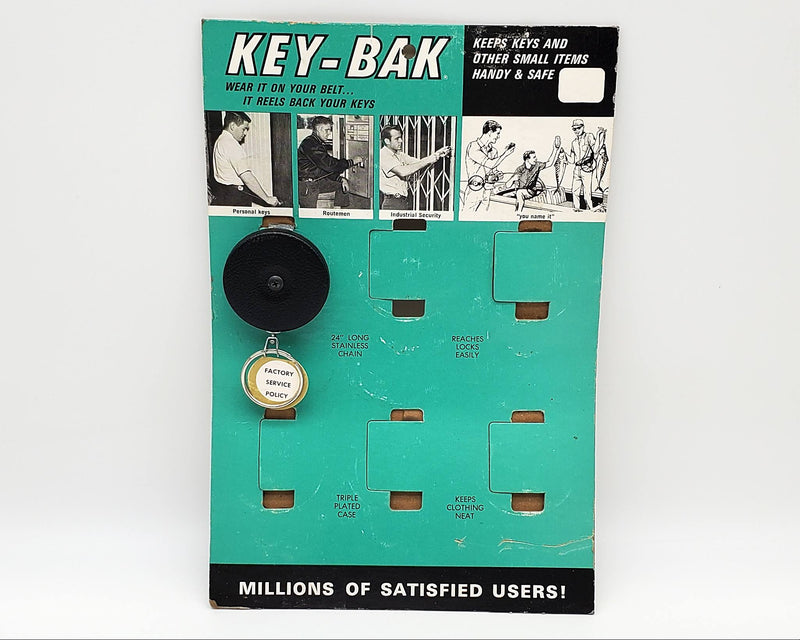 KEY-BAK
WEAR IT ON YOUR BELT...
IT REELS BACK YOUR KEYS
KEEPS KEYS AND
OTHER SMALL ITEMS
HANDY & SAFE
Personal keys
Routemen
Industrial Security
"you name it"
24" LONG
STAINLESS
CHAIN
REACHES
LOCKS
EASILY
FACTORY
SERVICE
POLICY
TRIPLE
PLATED
CASE
KEEPS
CLOTHING
NEAT
MILLIONS OF SATISFIED USERS!